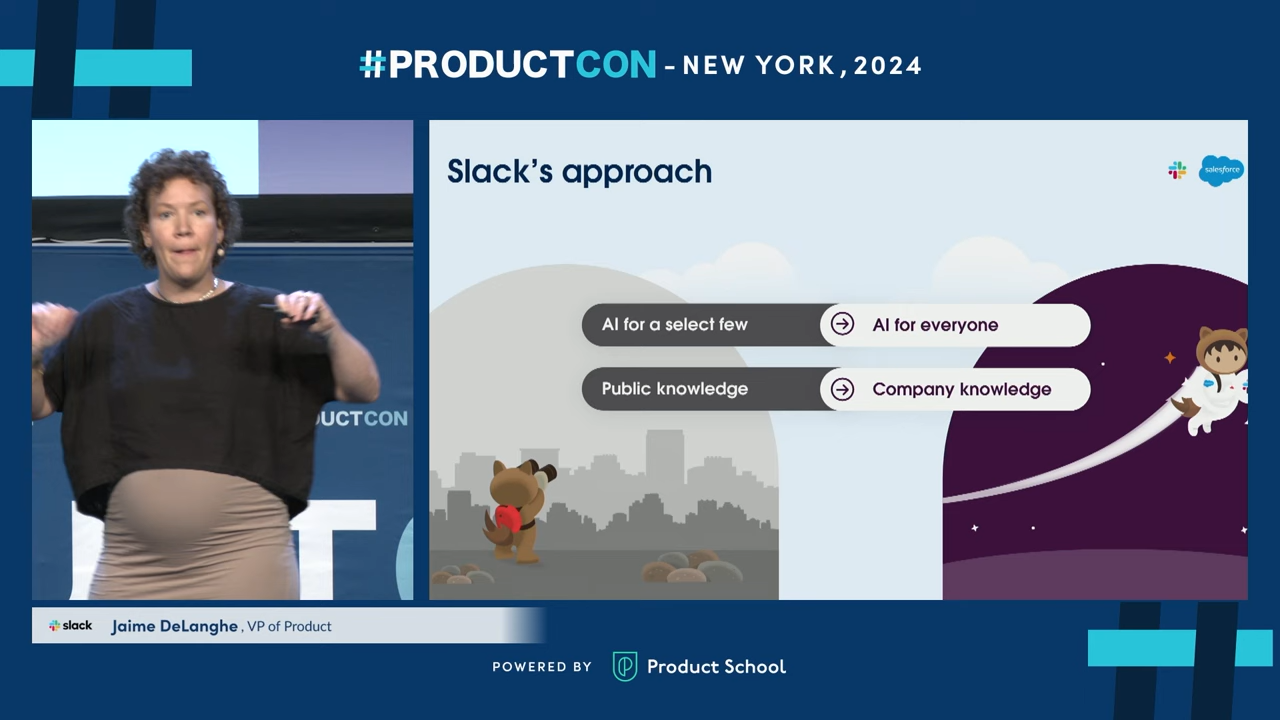 #PRODUCTCON - NEW YORK, 2024
Slack's approach
salesforce
AI for a select few → AI for everyone
Public knowledge → Company knowledge
DUCTCON
T
slack Jaime DeLanghe, VP of Product
POWERED BY Product School